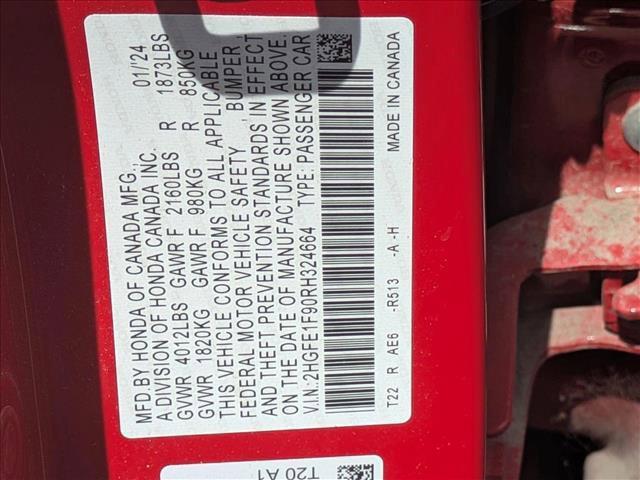 MFD.BY HONDA OF CANADA MFG., 01/'24
A DIVISION OF HONDA CANADA INC.
GVWR 4012LBS GAWR F 2160LBS R 1873LBS
GVWR 1820KG GAWR F 980KG R 850KG
THIS VEHICLE CONFORMS TO ALL APPLICABLE
FEDERAL MOTOR VEHICLE SAFETY, BUMPER,
AND THEFT PREVENTION STANDARDS IN EFFECT
ON THE DATE OF MANUFACTURE SHOWN ABOVE.
V.I.N.:2HGFE1F90RH324664 TYPE: PASSENGER CAR
T22 R AE6 -R513 -A -H MADE IN CANADA
T20 A1